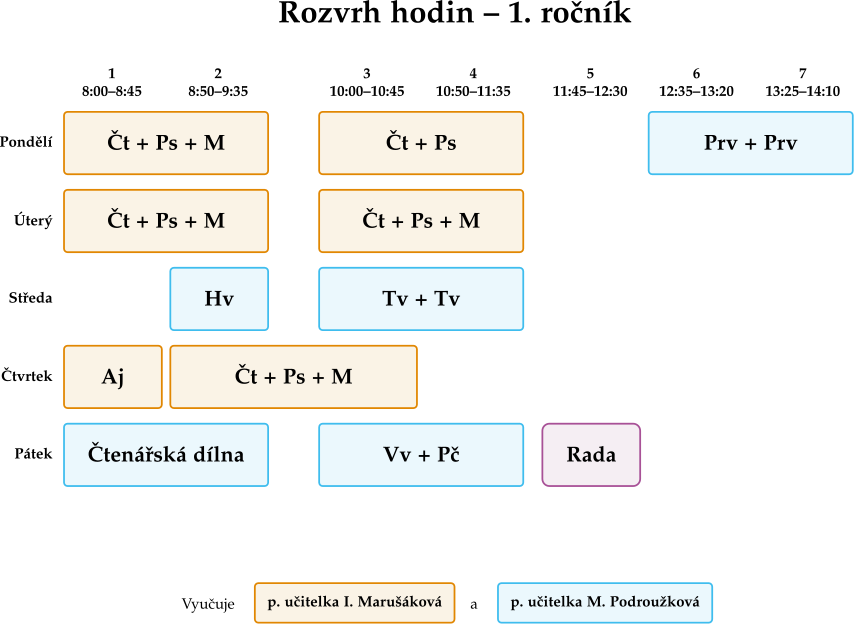 Rozvrh hodin – 1. ročník
1 2 3 4 5 6 7
8:00–8:45 8:50–9:35 10:00–10:45 10:50–11:35 11:45–12:30 12:35–13:20 13:25–14:10
Pondělí Čt + Ps + M Čt + Ps Prv + Prv
Úterý Čt + Ps + M Čt + Ps + M
Středa Hv Tv + Tv
Čtvrtek Aj Čt + Ps + M
Pátek Čtenářská dílna Vv + Pč Rada
Vyučuje p. učitelka I. Marušáková a p. učitelka M. Podroužková